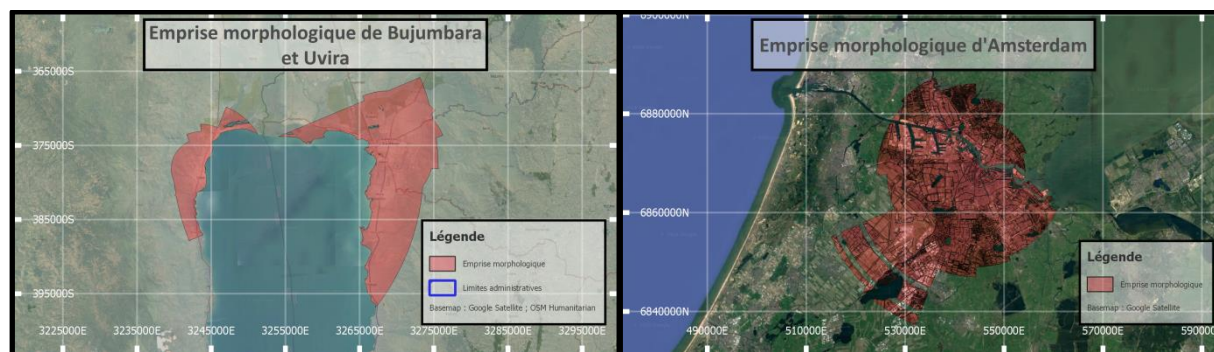 Emprise morphologique de Bujumbara
et Uvira
365000S
375000S
385000S
395000S
Légende
Emprise morphologique
Limites administratives
Basemap : Google Satellite ; OSM Humanitarian
3225000E 3235000E 3245000E 3255000E 3265000E 3275000E 3285000E 3295000E
6900000N
Emprise morphologique d'Amsterdam
6880000N
6860000N
6840000N
Légende
Emprise morphologique
Basemap : Google Satellite
490000E 510000E 530000E 550000E 570000E 590000